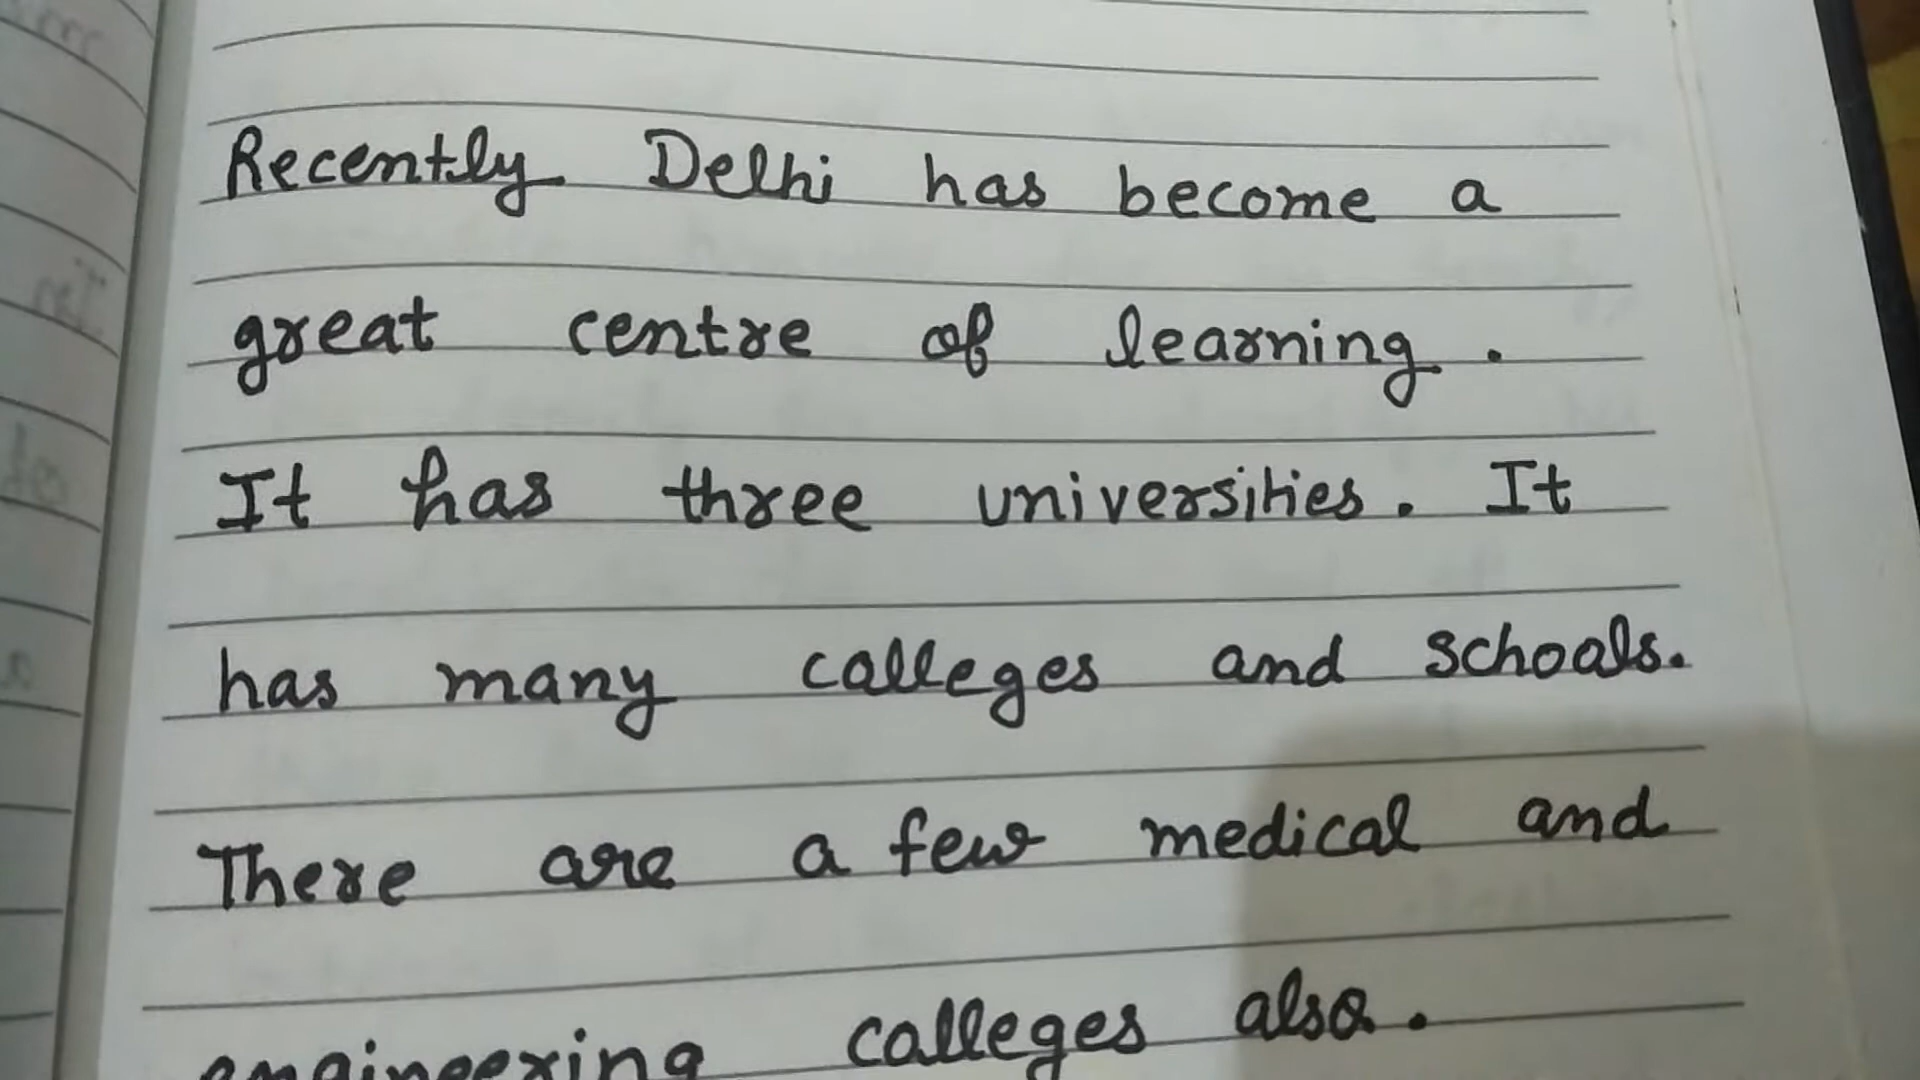 Recently Delhi has become a
great centre of learning.
It has three universities. It
has many colleges and schools.
There are a few medical and
engineering colleges also.